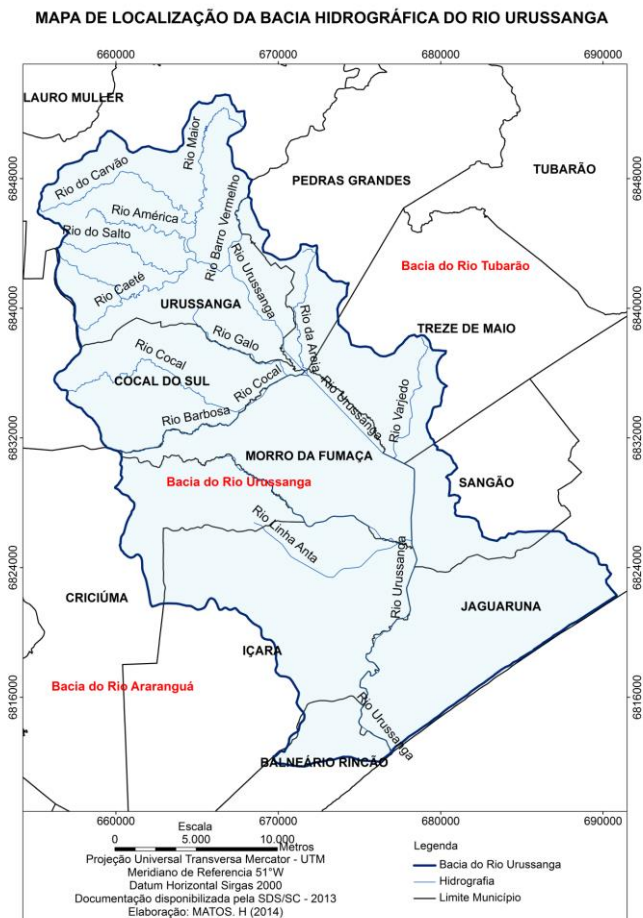 MAPA DE LOCALIZAÇÃO DA BACIA HIDROGRÁFICA DO RIO URUSSANGA
660000 670000 680000 690000
LAURO MULLER
6848000 6848000
Rio Maior
Rio do Carvão
PEDRAS GRANDES
TUBARÃO
Rio América
Rio do Salto
Rio Barro Vermelho
Rio Urussanga
Bacia do Rio Tubarão
Rio Caeté
URUSSANGA
Rio da Areia
6840000 6840000
TREZE DE MAIO
Rio Galo
Rio Cocal
COCAL DO SUL
Rio Cocal
Rio Urussanga
Rio Varjedo
Rio Barbosa
6832000 6832000
MORRO DA FUMAÇA
Bacia do Rio Urussanga
SANGÃO
Rio Linha Anta
Rio Urussanga
6824000 6824000
CRICIÚMA
JAGUARUNA
IÇARA
Bacia do Rio Araranguá
6816000 6816000
Rio Urussanga
BALNEÁRIO RINCÃO
660000 670000 680000 690000
Escala
0 5.000 10.000
Metros
Projeção Universal Transversa Mercator - UTM
Meridiano de Referencia 51°W
Datum Horizontal Sirgas 2000
Documentação disponibilizada pela SDS/SC - 2013
Elaboração: MATOS. H (2014)
Legenda
Bacia do Rio Urussanga
Hidrografia
Limite Município